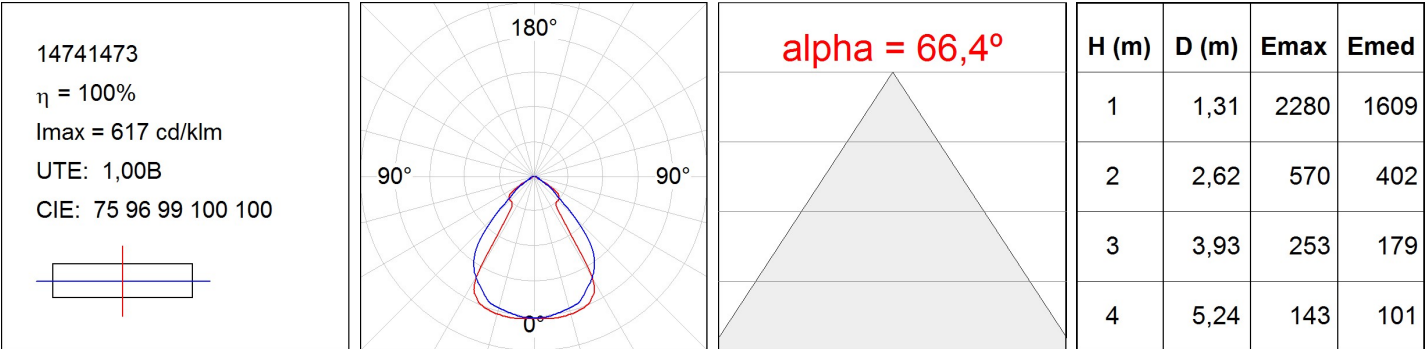 14741473
η = 100%
Imax = 617 cd/klm
UTE: 1,00B
CIE: 75 96 99 100 100
180°
90° 90°
0°
alpha = 66,4º
H (m) D (m) Emax Emed
1 1,31 2280 1609
2 2,62 570 402
3 3,93 253 179
4 5,24 143 101